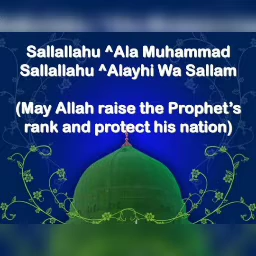 Sallallahu ^Ala Muhammad
Sallallahu ^Alayhi Wa Sallam
(May Allah raise the Prophet's
rank and protect his nation)